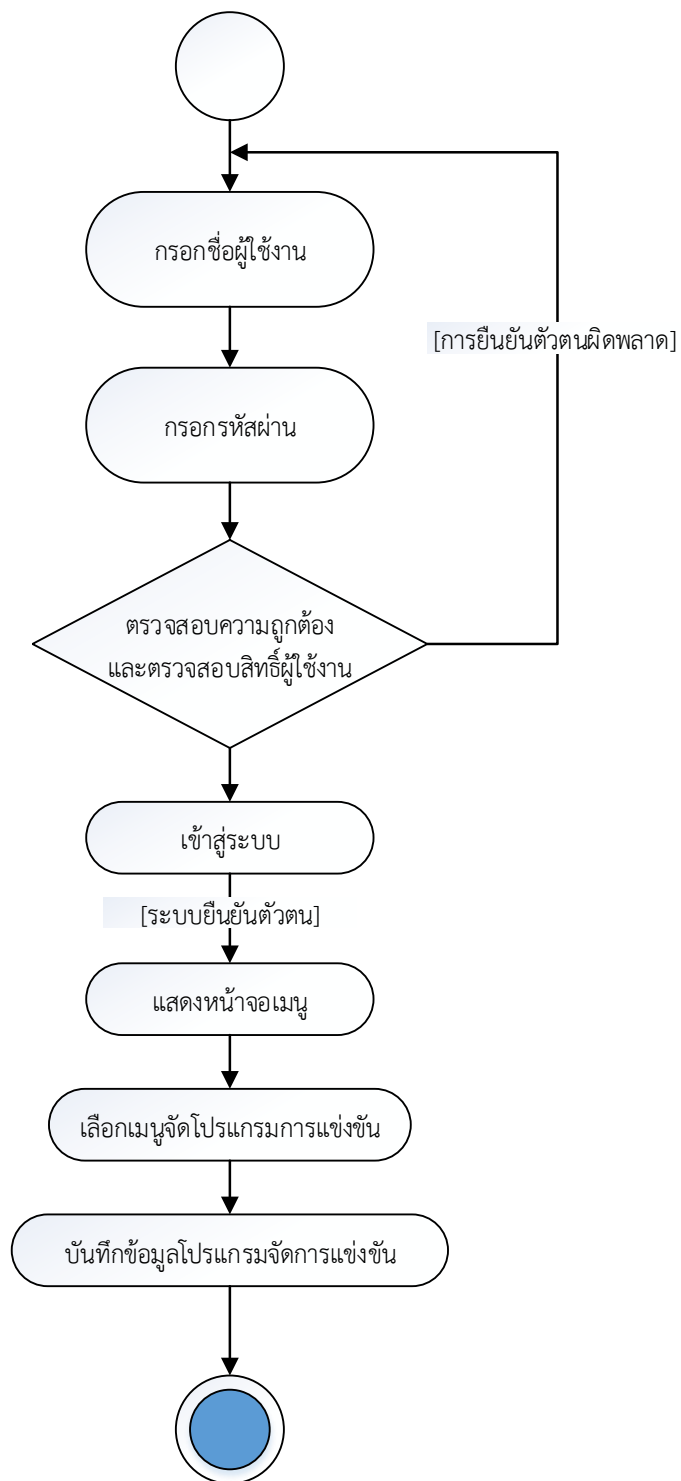 กรอกชื่อผู้ใช้งาน
[การยืนยันตัวตนผิดพลาด]
กรอกรหัสผ่าน
ตรวจสอบความถูกต้อง
และตรวจสอบสิทธิ์ผู้ใช้งาน
เข้าสู่ระบบ
[ระบบยืนยันตัวตน]
แสดงหน้าจอเมนู
เลือกเมนูจัดโปรแกรมการแข่งขัน
บันทึกข้อมูลโปรแกรมจัดการแข่งขัน